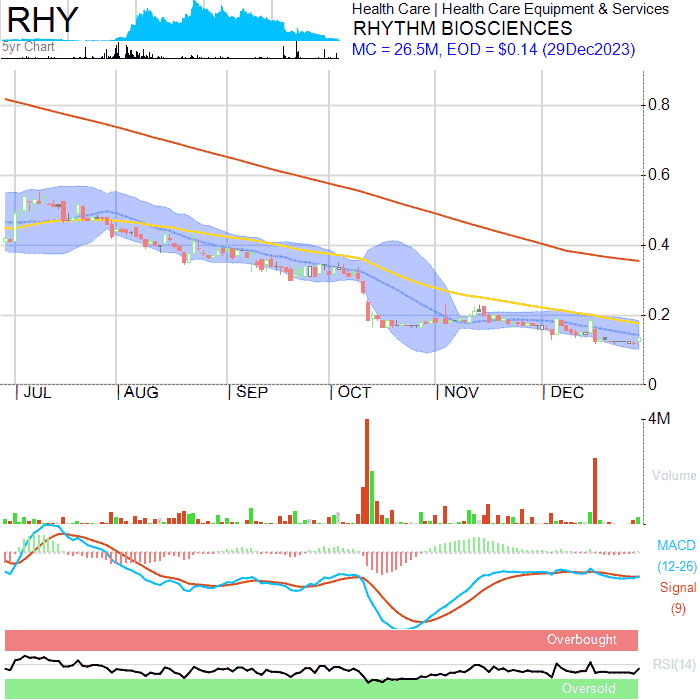 RHY
5yr Chart
Health Care | Health Care Equipment & Services
RHYTHM BIOSCIENCES
MC = 26.5M, EOD = $0.14 (29Dec2023)
0.8
0.6
0.4
0.2
0
|JUL |AUG |SEP |OCT |NOV |DEC
4M
Volume
MACD
(12-26)
Signal
(9)
Overbought
RSI(14)
Oversold